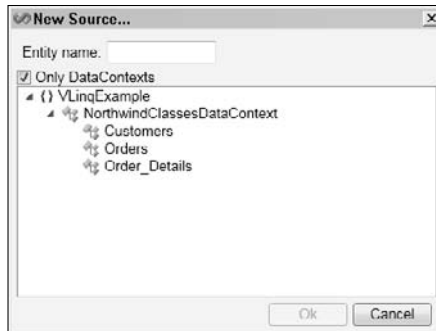 New Source...
Entity name:
Only DataContexts
{} VLinqExample
NorthwindClassesDataContext
Customers
Orders
Order_Details
Ok
Cancel